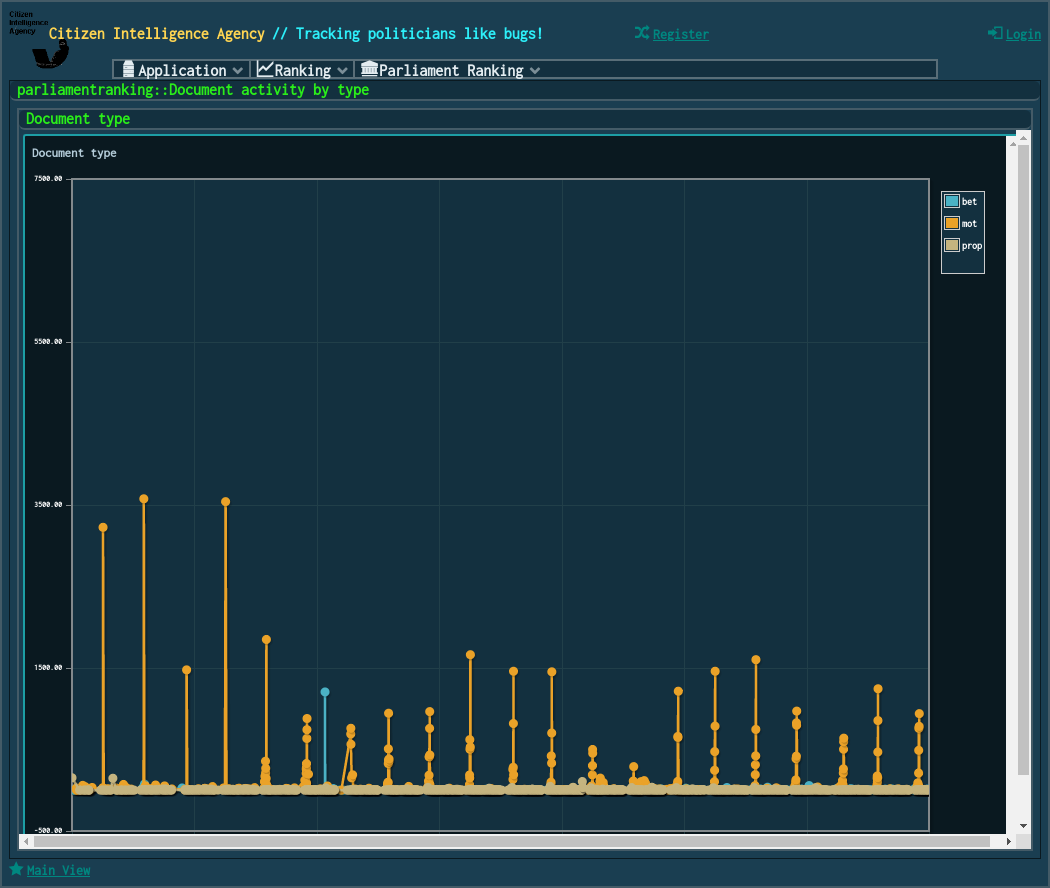 Citizen
Intelligence
Agency
Citizen Intelligence Agency // Tracking politicians like bugs!
Register
Login
Application
Ranking
Parliament Ranking
parliamentranking::Document activity by type
Document type
Document type
7500.00
bet
mot
prop
5500.00
3500.00
1500.00
-500.00
Main View